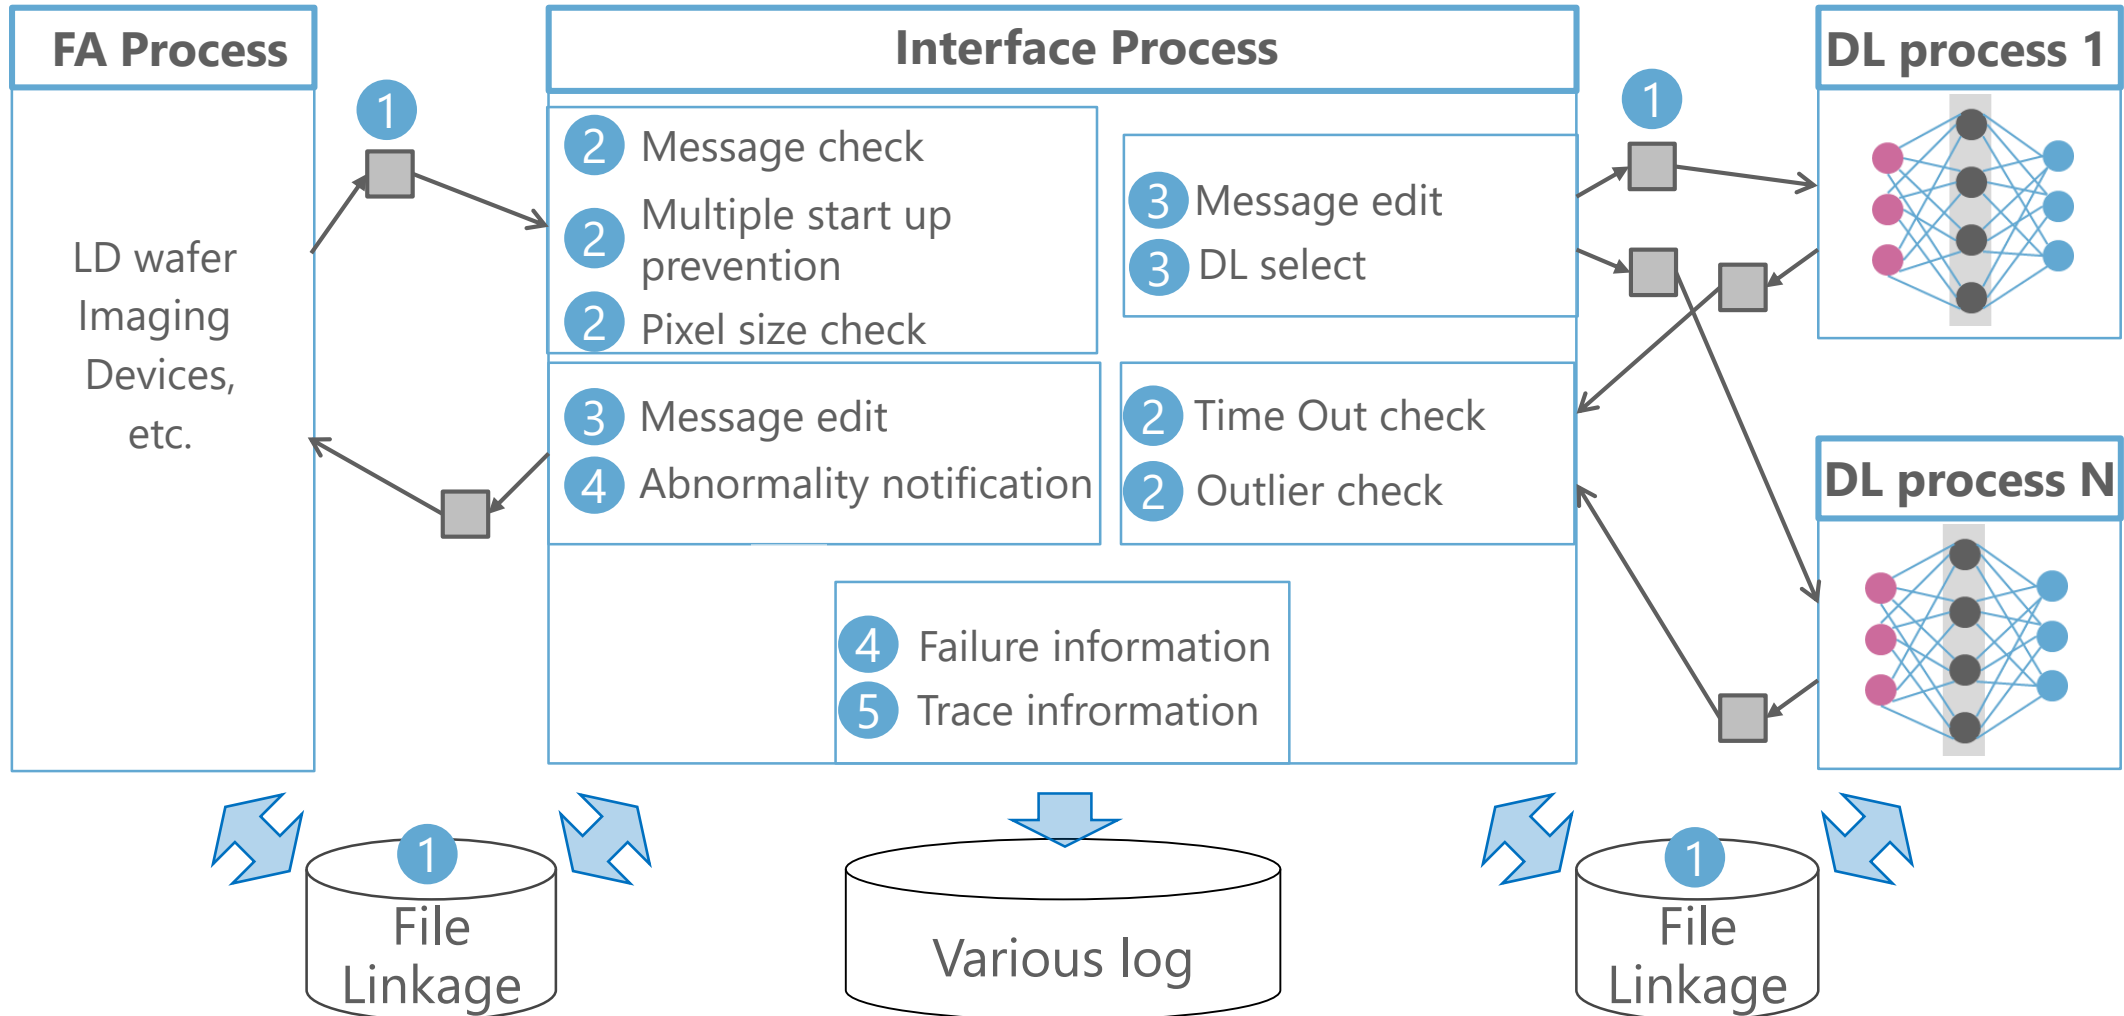 FA Process
LD wafer
Imaging
Devices,
etc.
1
Interface Process
2 Message check
2 Multiple start up
prevention
2 Pixel size check
3 Message edit
3 DL select
3 Message edit
4 Abnormality notification
2 Time Out check
2 Outlier check
4 Failure information
5 Trace infrormation
1
DL process 1
DL process N
1
File
Linkage
Various log
1
File
Linkage